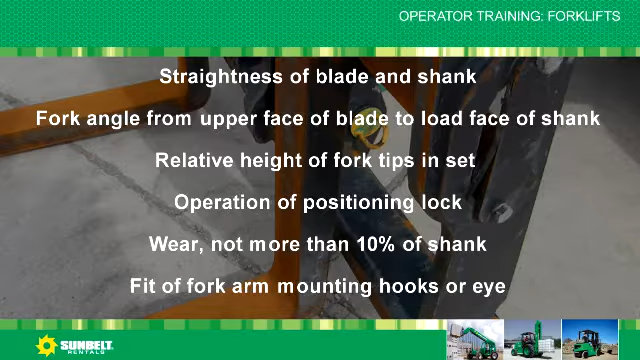 OPERATOR TRAINING: FORKLIFTS
Straightness of blade and shank
Fork angle from upper face of blade to load face of shank
Relative height of fork tips in set
Operation of positioning lock
Wear, not more than 10% of shank
Fit of fork arm mounting hooks or eye
SUNBELT
RENTALS